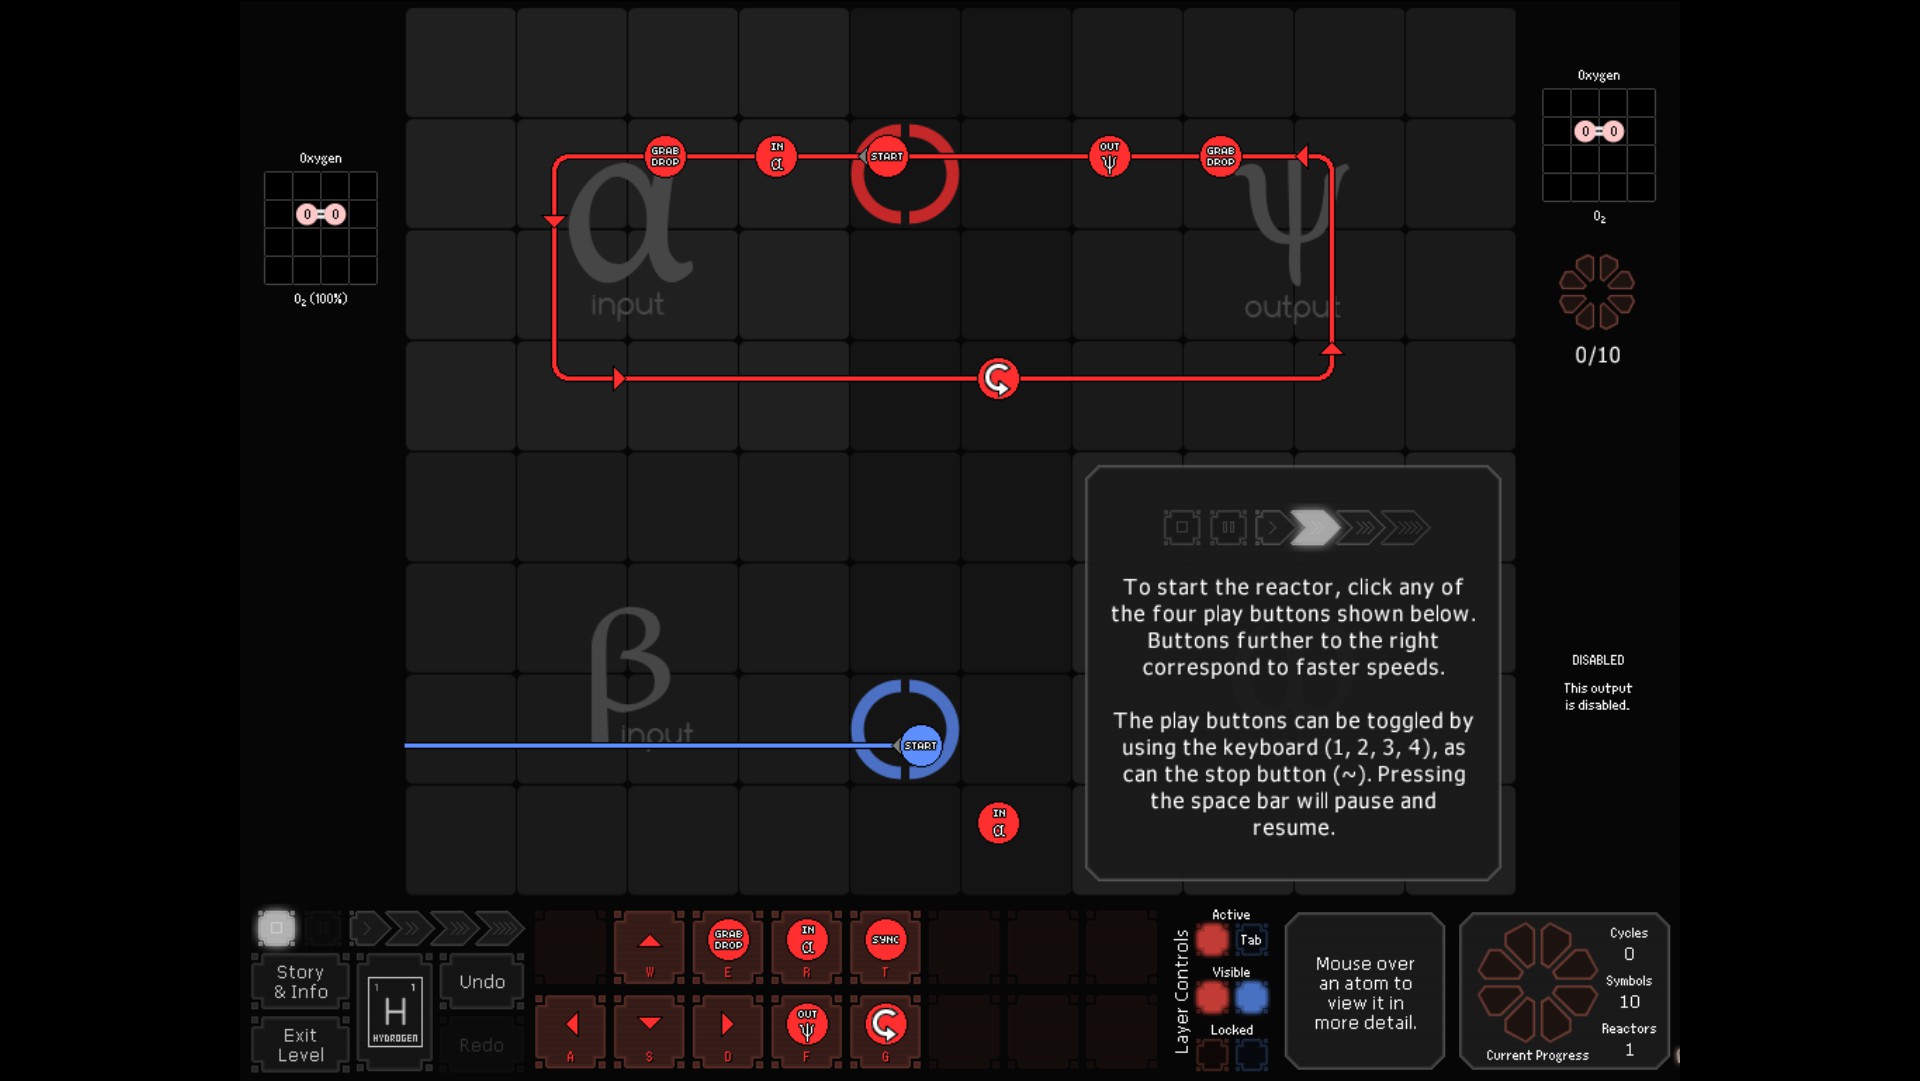 Oxygen
O=O
O₂ (100%)
GRAB DROP
IN α
START
OUT ψ
GRAB DROP
α
input
ψ
output
Oxygen
O=O
O₂
0/10
To start the reactor, click any of
the four play buttons shown below.
Buttons further to the right
correspond to faster speeds.
The play buttons can be toggled by
using the keyboard (1, 2, 3, 4), as
can the stop button (~). Pressing
the space bar will pause and
resume.
β
input
START
IN α
DISABLED
This output
is disabled.
Story
& Info
Exit
Level
1 1
H
HYDROGEN
Undo
Redo
W
GRAB DROP
E
IN α
R
SYNC
T
A
S
D
OUT ψ
F
G
Layer Controls
Active
Tab
Visible
Locked
Mouse over
an atom to
view it in
more detail.
Current Progress
Cycles
0
Symbols
10
Reactors
1